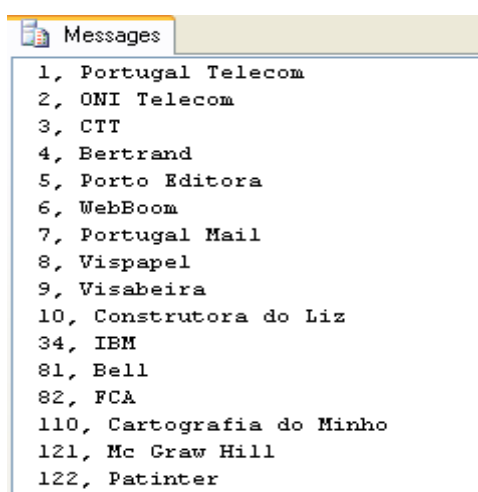 Messages
1, Portugal Telecom
2, ONI Telecom
3, CTT
4, Bertrand
5, Porto Editora
6, WebBoom
7, Portugal Mail
8, Vispapel
9, Visabeira
10, Construtora do Liz
34, IBM
81, Bell
82, FCA
110, Cartografia do Minho
121, Mc Graw Hill
122, Patinter